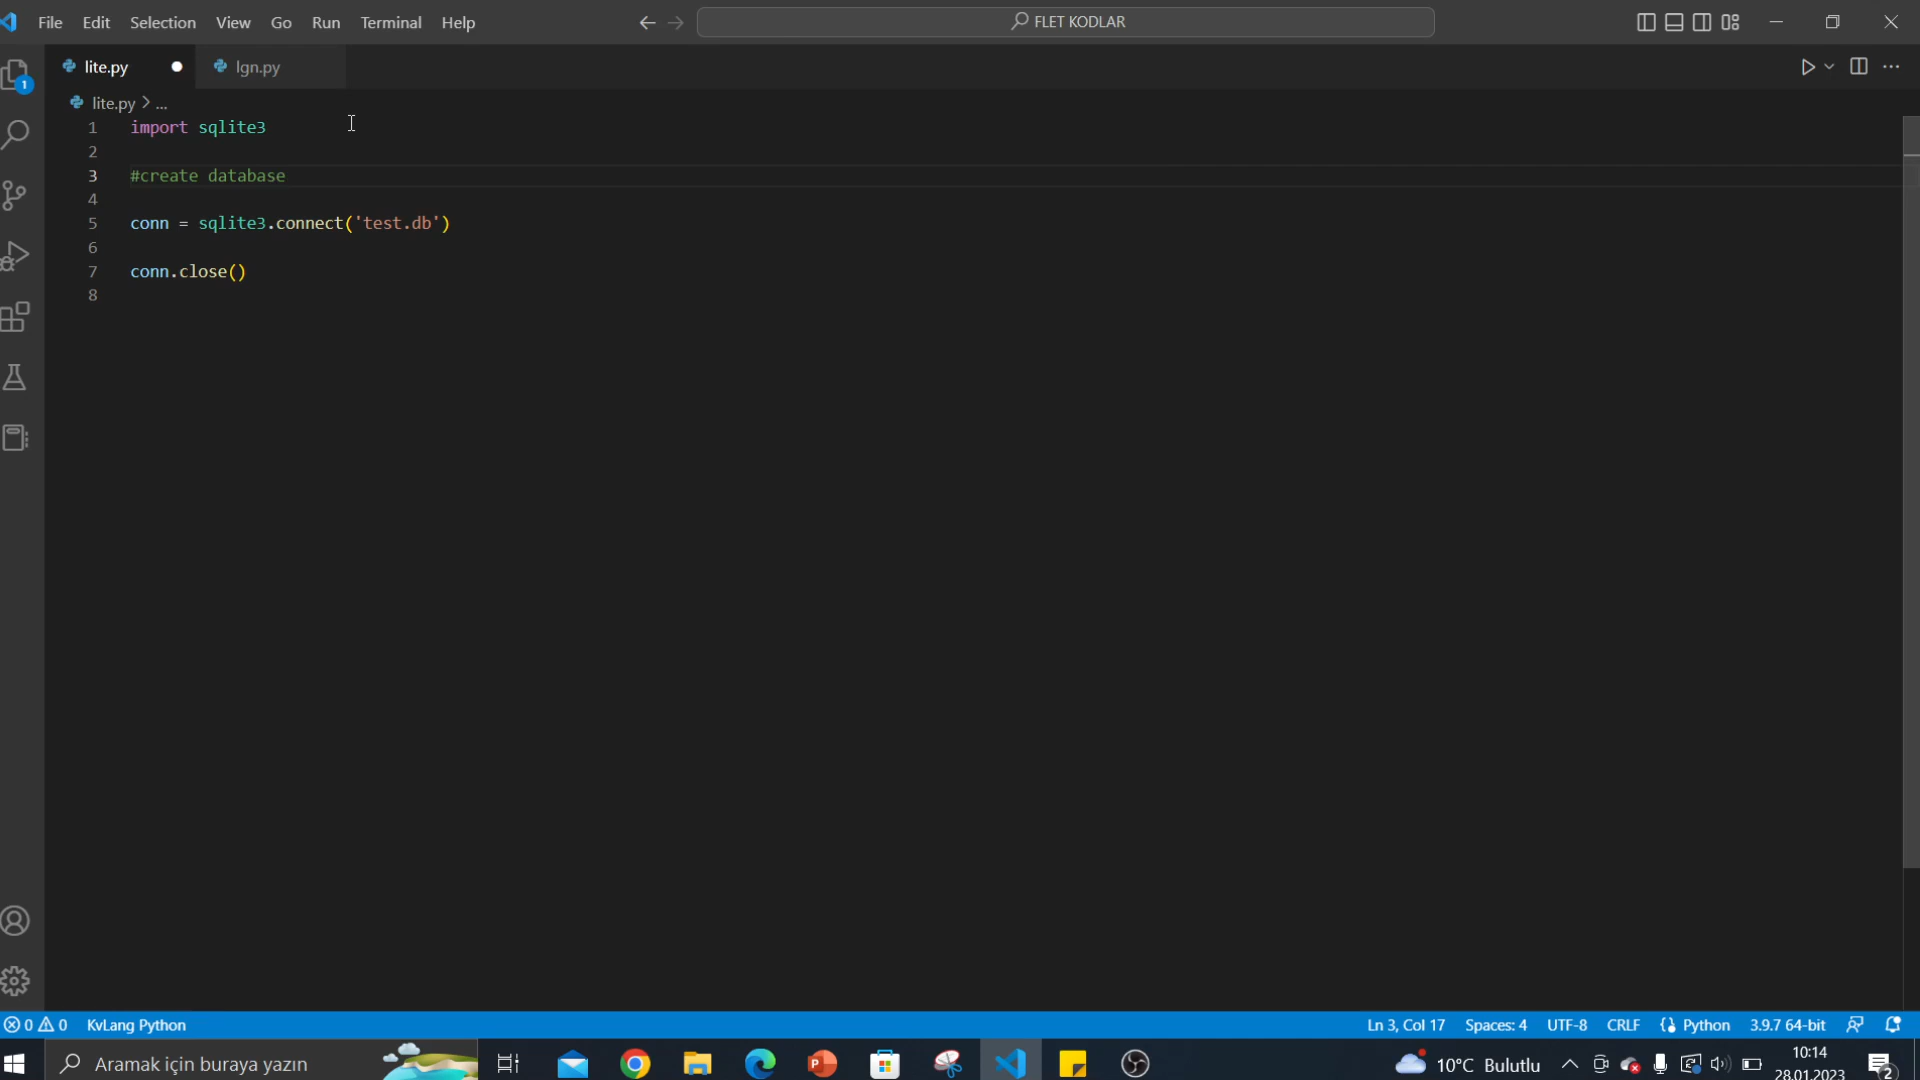 File Edit Selection View Go Run Terminal Help
FLET KODLAR
lite.py
lgn.py
lite.py > ...
1 import sqlite3
2
3 #create database
4
5 conn = sqlite3.connect('test.db')
6
7 conn.close()
8
1
0 0 KvLang Python
Ln 3, Col 17 Spaces: 4 UTF-8 CRLF {} Python 3.9.7 64-bit
Aramak için buraya yazın
10°C Bulutlu
10:14
28.01.2023
2